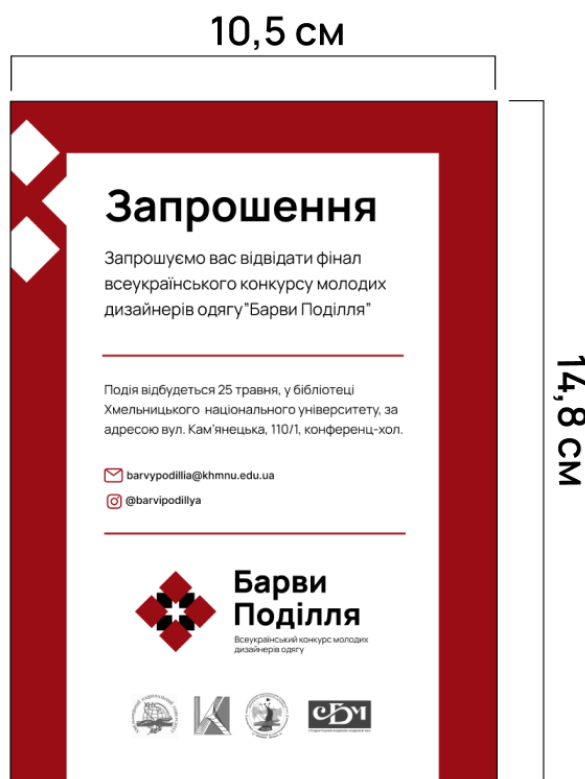 10,5 см
14,8 см
Запрошення
Запрошуємо вас відвідати фінал
всеукраїнського конкурсу молодих
дизайнерів одягу"Барви Поділля"
Подія відбудеться 25 травня, у бібліотеці
Хмельницького національного університету, за
адресою вул. Кам'янецька, 110/1, конференц-хол.
barvypodillia@khmnu.edu.ua
@barvipodillya
Барви
Поділля
Всеукраїнський конкурс молодих
дизайнерів одягу
СБМ